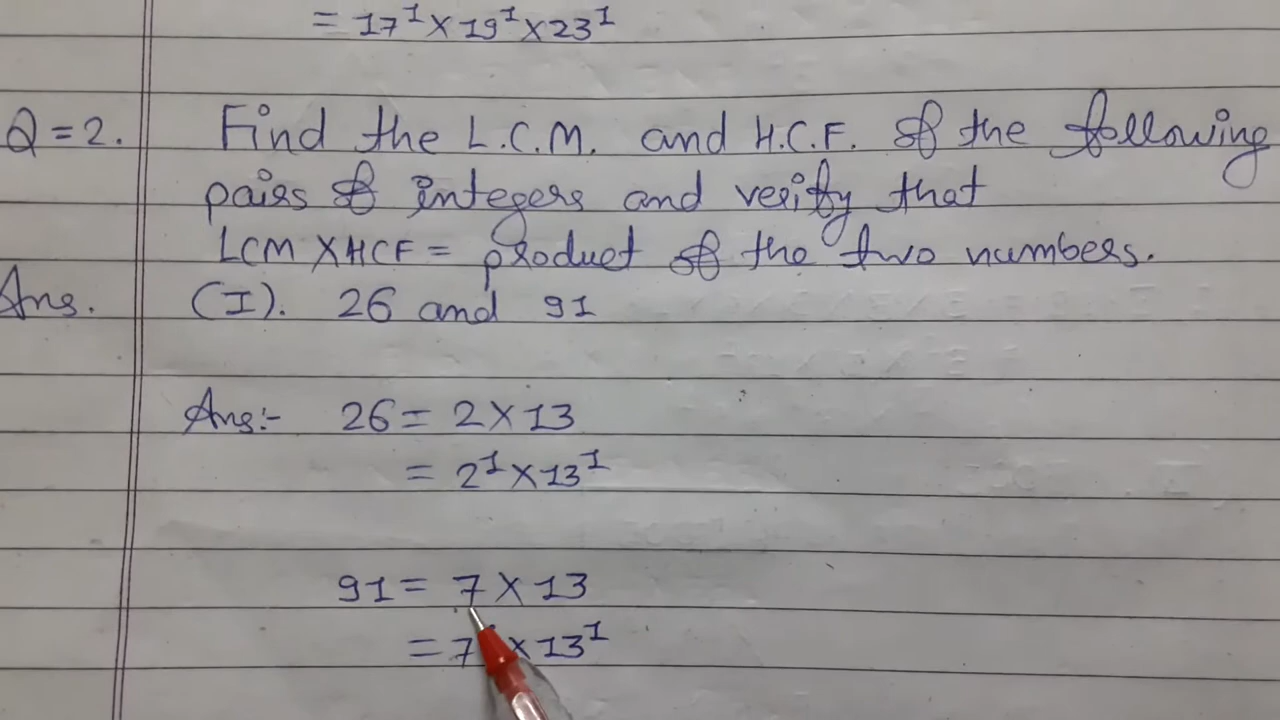 = 17¹ × 19¹ × 23¹
Q=2. Find the L.C.M. and H.C.F. of the following
pairs of integers and verify that
LCM × HCF = product of the two numbers.
Ans. (I). 26 and 91
Ans:- 26 = 2 × 13
= 2¹ × 13¹
91 = 7 × 13
= 7¹ × 13¹